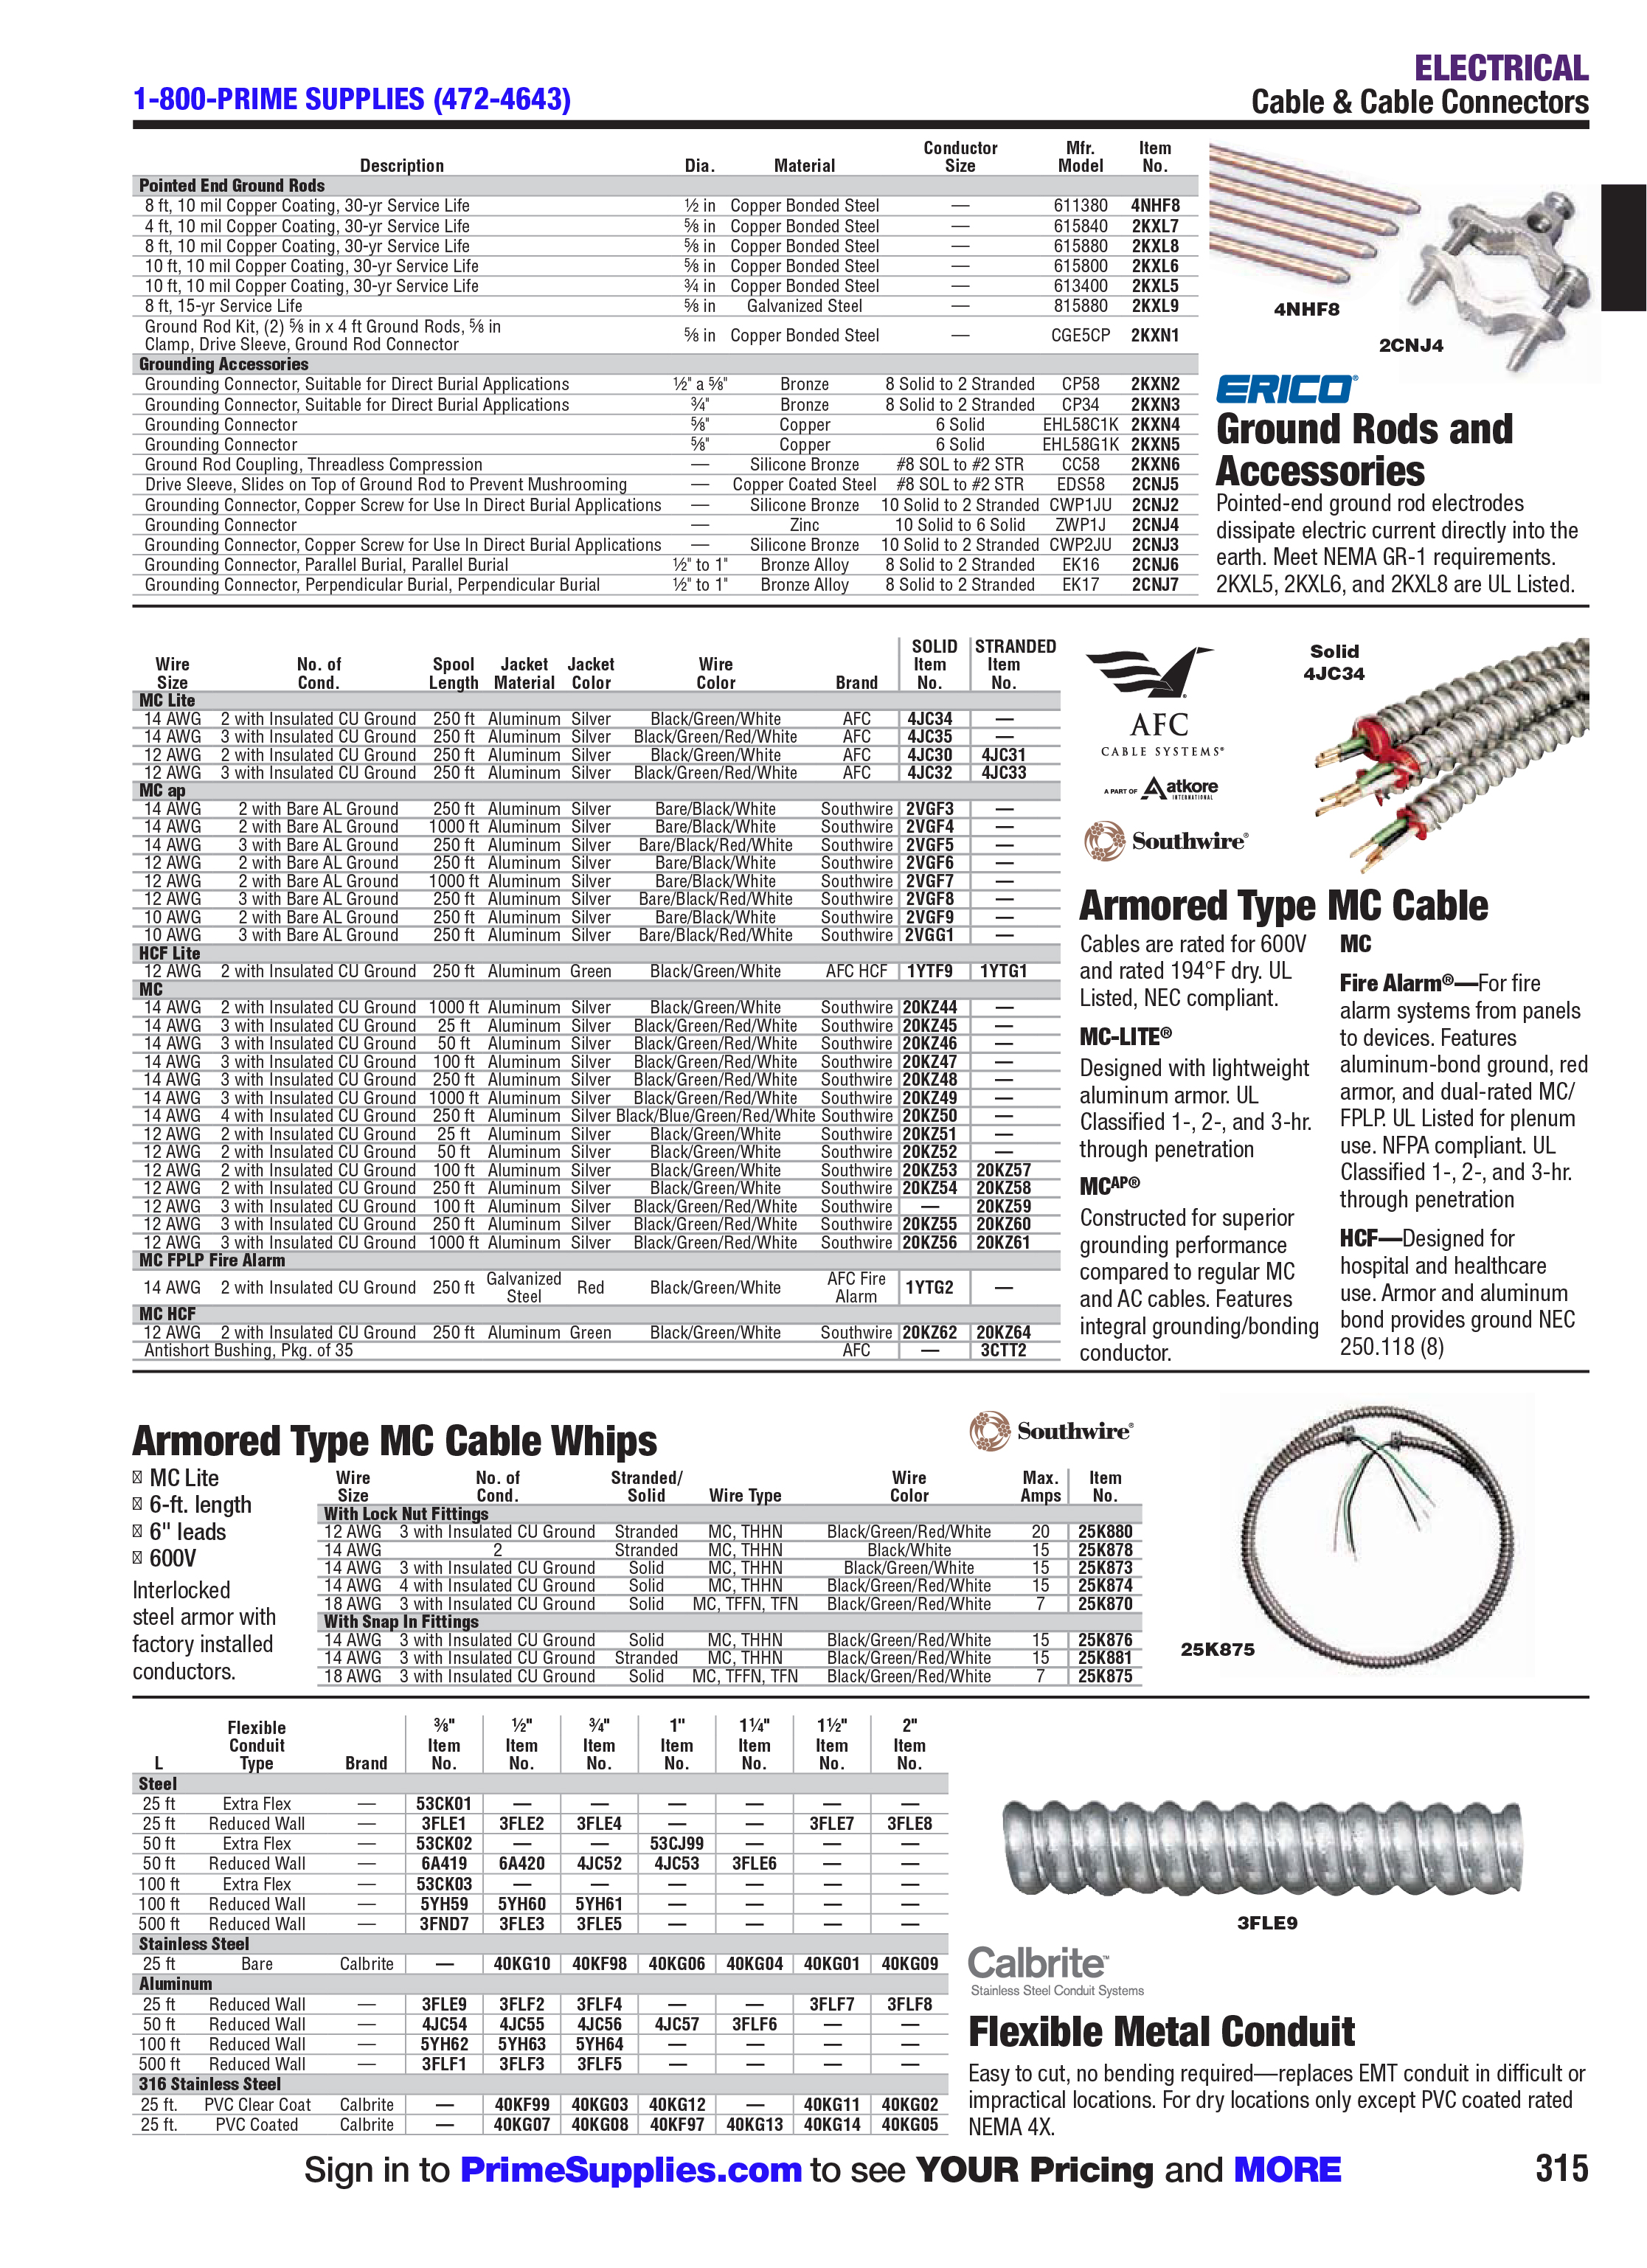 ELECTRICAL
1-800-PRIME SUPPLIES (472-4643)
Cable & Cable Connectors
Description Dia. Material Conductor Size Mfr. Model Item No.
Pointed End Ground Rods
8 ft, 10 mil Copper Coating, 30-yr Service Life ½ in Copper Bonded Steel — 611380 4NHF8
4 ft, 10 mil Copper Coating, 30-yr Service Life ⅝ in Copper Bonded Steel — 615840 2KXL7
8 ft, 10 mil Copper Coating, 30-yr Service Life ⅝ in Copper Bonded Steel — 615880 2KXL8
10 ft, 10 mil Copper Coating, 30-yr Service Life ⅝ in Copper Bonded Steel — 615800 2KXL6
10 ft, 10 mil Copper Coating, 30-yr Service Life ¾ in Copper Bonded Steel — 613400 2KXL5
8 ft, 15-yr Service Life ⅝ in Galvanized Steel — 815880 2KXL9
Ground Rod Kit, (2) ⅝ in x 4 ft Ground Rods, ⅝ in
Clamp, Drive Sleeve, Ground Rod Connector ⅝ in Copper Bonded Steel — CGE5CP 2KXN1
Grounding Accessories
Grounding Connector, Suitable for Direct Burial Applications ½" a ⅝" Bronze 8 Solid to 2 Stranded CP58 2KXN2
Grounding Connector, Suitable for Direct Burial Applications ¾" Bronze 8 Solid to 2 Stranded CP34 2KXN3
Grounding Connector ⅝" Copper 6 Solid EHL58C1K 2KXN4
Grounding Connector ⅝" Copper 6 Solid EHL58G1K 2KXN5
Ground Rod Coupling, Threadless Compression — Silicone Bronze #8 SOL to #2 STR CC58 2KXN6
Drive Sleeve, Slides on Top of Ground Rod to Prevent Mushrooming — Copper Coated Steel #8 SOL to #2 STR EDS58 2CNJ5
Grounding Connector, Copper Screw for Use In Direct Burial Applications — Silicone Bronze 10 Solid to 2 Stranded CWP1JU 2CNJ2
Grounding Connector — Zinc 10 Solid to 6 Solid ZWP1J 2CNJ4
Grounding Connector, Copper Screw for Use In Direct Burial Applications — Silicone Bronze 10 Solid to 2 Stranded CWP2JU 2CNJ3
Grounding Connector, Parallel Burial, Parallel Burial ½" to 1" Bronze Alloy 8 Solid to 2 Stranded EK16 2CNJ6
Grounding Connector, Perpendicular Burial, Perpendicular Burial ½" to 1" Bronze Alloy 8 Solid to 2 Stranded EK17 2CNJ7
4NHF8
2CNJ4
ERICO®
Ground Rods and
Accessories
Pointed-end ground rod electrodes
dissipate electric current directly into the
earth. Meet NEMA GR-1 requirements.
2KXL5, 2KXL6, and 2KXL8 are UL Listed.
Wire Size No. of Cond. Spool Length Jacket Material Jacket Color Wire Color Brand SOLID Item No. STRANDED Item No.
MC Lite
14 AWG 2 with Insulated CU Ground 250 ft Aluminum Silver Black/Green/White AFC 4JC34 —
14 AWG 3 with Insulated CU Ground 250 ft Aluminum Silver Black/Green/Red/White AFC 4JC35 —
12 AWG 2 with Insulated CU Ground 250 ft Aluminum Silver Black/Green/White AFC 4JC30 4JC31
12 AWG 3 with Insulated CU Ground 250 ft Aluminum Silver Black/Green/Red/White AFC 4JC32 4JC33
MC ap
14 AWG 2 with Bare AL Ground 250 ft Aluminum Silver Bare/Black/White Southwire 2VGF3 —
14 AWG 2 with Bare AL Ground 1000 ft Aluminum Silver Bare/Black/White Southwire 2VGF4 —
14 AWG 3 with Bare AL Ground 250 ft Aluminum Silver Bare/Black/Red/White Southwire 2VGF5 —
12 AWG 2 with Bare AL Ground 250 ft Aluminum Silver Bare/Black/White Southwire 2VGF6 —
12 AWG 2 with Bare AL Ground 1000 ft Aluminum Silver Bare/Black/White Southwire 2VGF7 —
12 AWG 3 with Bare AL Ground 250 ft Aluminum Silver Bare/Black/Red/White Southwire 2VGF8 —
10 AWG 2 with Bare AL Ground 250 ft Aluminum Silver Bare/Black/White Southwire 2VGF9 —
10 AWG 3 with Bare AL Ground 250 ft Aluminum Silver Bare/Black/Red/White Southwire 2VGG1 —
HCF Lite
12 AWG 2 with Insulated CU Ground 250 ft Aluminum Green Black/Green/White AFC HCF 1YTF9 1YTG1
MC
14 AWG 2 with Insulated CU Ground 1000 ft Aluminum Silver Black/Green/White Southwire 20KZ44 —
14 AWG 3 with Insulated CU Ground 25 ft Aluminum Silver Black/Green/Red/White Southwire 20KZ45 —
14 AWG 3 with Insulated CU Ground 50 ft Aluminum Silver Black/Green/Red/White Southwire 20KZ46 —
14 AWG 3 with Insulated CU Ground 100 ft Aluminum Silver Black/Green/Red/White Southwire 20KZ47 —
14 AWG 3 with Insulated CU Ground 250 ft Aluminum Silver Black/Green/Red/White Southwire 20KZ48 —
14 AWG 3 with Insulated CU Ground 1000 ft Aluminum Silver Black/Green/Red/White Southwire 20KZ49 —
14 AWG 4 with Insulated CU Ground 250 ft Aluminum Silver Black/Blue/Green/Red/White Southwire 20KZ50 —
12 AWG 2 with Insulated CU Ground 25 ft Aluminum Silver Black/Green/White Southwire 20KZ51 —
12 AWG 2 with Insulated CU Ground 50 ft Aluminum Silver Black/Green/White Southwire 20KZ52 —
12 AWG 2 with Insulated CU Ground 100 ft Aluminum Silver Black/Green/White Southwire 20KZ53 20KZ57
12 AWG 2 with Insulated CU Ground 250 ft Aluminum Silver Black/Green/White Southwire 20KZ54 20KZ58
12 AWG 3 with Insulated CU Ground 100 ft Aluminum Silver Black/Green/Red/White Southwire — 20KZ59
12 AWG 3 with Insulated CU Ground 250 ft Aluminum Silver Black/Green/Red/White Southwire 20KZ55 20KZ60
12 AWG 3 with Insulated CU Ground 1000 ft Aluminum Silver Black/Green/Red/White Southwire 20KZ56 20KZ61
MC FPLP Fire Alarm
14 AWG 2 with Insulated CU Ground 250 ft Galvanized Steel Red Black/Green/White AFC Fire Alarm 1YTG2 —
MC HCF
12 AWG 2 with Insulated CU Ground 250 ft Aluminum Green Black/Green/White Southwire 20KZ62 20KZ64
Antishort Bushing, Pkg. of 35 AFC — 3CTT2
AFC
CABLE SYSTEMS®
A PART OF atkore
INTERNATIONAL
Southwire®
Solid
4JC34
Armored Type MC Cable
Cables are rated for 600V
and rated 194°F dry. UL
Listed, NEC compliant.
MC-LITE®
Designed with lightweight
aluminum armor. UL
Classified 1-, 2-, and 3-hr.
through penetration
MCAP®
Constructed for superior
grounding performance
compared to regular MC
and AC cables. Features
integral grounding/bonding
conductor.
MC
Fire Alarm®—For fire
alarm systems from panels
to devices. Features
aluminum-bond ground, red
armor, and dual-rated MC/
FPLP. UL Listed for plenum
use. NFPA compliant. UL
Classified 1-, 2-, and 3-hr.
through penetration
HCF—Designed for
hospital and healthcare
use. Armor and aluminum
bond provides ground NEC
250.118 (8)
Armored Type MC Cable Whips
Southwire®
MC Lite
6-ft. length
6" leads
600V
Interlocked
steel armor with
factory installed
conductors.
Wire Size No. of Cond. Stranded/ Solid Wire Type Wire Color Max. Amps Item No.
With Lock Nut Fittings
12 AWG 3 with Insulated CU Ground Stranded MC, THHN Black/Green/Red/White 20 25K880
14 AWG 2 Stranded MC, THHN Black/White 15 25K878
14 AWG 3 with Insulated CU Ground Solid MC, THHN Black/Green/White 15 25K873
14 AWG 4 with Insulated CU Ground Solid MC, THHN Black/Green/Red/White 15 25K874
18 AWG 3 with Insulated CU Ground Solid MC, TFFN, TFN Black/Green/Red/White 7 25K870
With Snap In Fittings
14 AWG 3 with Insulated CU Ground Solid MC, THHN Black/Green/Red/White 15 25K876
14 AWG 3 with Insulated CU Ground Stranded MC, THHN Black/Green/Red/White 15 25K881
18 AWG 3 with Insulated CU Ground Solid MC, TFFN, TFN Black/Green/Red/White 7 25K875
25K875
L Flexible Conduit Type Brand ⅜" Item No. ½" Item No. ¾" Item No. 1" Item No. 1¼" Item No. 1½" Item No. 2" Item No.
Steel
25 ft Extra Flex — 53CK01 — — — — — —
25 ft Reduced Wall — 3FLE1 3FLE2 3FLE4 — — 3FLE7 3FLE8
50 ft Extra Flex — 53CK02 — — 53CJ99 — — —
50 ft Reduced Wall — 6A419 6A420 4JC52 4JC53 3FLE6 — —
100 ft Extra Flex — 53CK03 — — — — — —
100 ft Reduced Wall — 5YH59 5YH60 5YH61 — — — —
500 ft Reduced Wall — 3FND7 3FLE3 3FLE5 — — — —
Stainless Steel
25 ft Bare Calbrite — 40KG10 40KF98 40KG06 40KG04 40KG01 40KG09
Aluminum
25 ft Reduced Wall — 3FLE9 3FLF2 3FLF4 — — 3FLF7 3FLF8
50 ft Reduced Wall — 4JC54 4JC55 4JC56 4JC57 3FLF6 — —
100 ft Reduced Wall — 5YH62 5YH63 5YH64 — — — —
500 ft Reduced Wall — 3FLF1 3FLF3 3FLF5 — — — —
316 Stainless Steel
25 ft. PVC Clear Coat Calbrite — 40KF99 40KG03 40KG12 — 40KG11 40KG02
25 ft. PVC Coated Calbrite — 40KG07 40KG08 40KF97 40KG13 40KG14 40KG05
3FLE9
Calbrite™
Stainless Steel Conduit Systems
Flexible Metal Conduit
Easy to cut, no bending required—replaces EMT conduit in difficult or
impractical locations. For dry locations only except PVC coated rated
NEMA 4X.
Sign in to PrimeSupplies.com to see YOUR Pricing and MORE
315